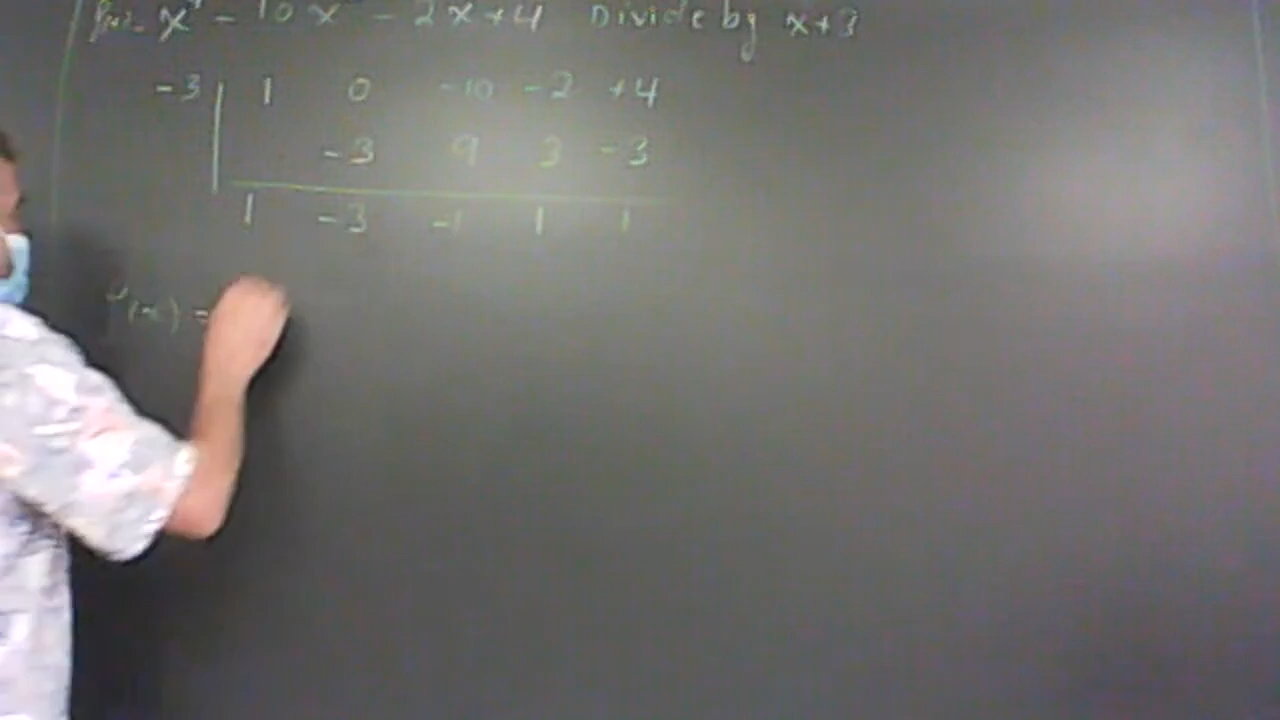 f(x) = x⁴ - 10x² - 2x + 4 Divide by x+3
-3 | 1 0 -10 -2 +4
-3 9 3 -3
1 -3 -1 1 1
f(x) =